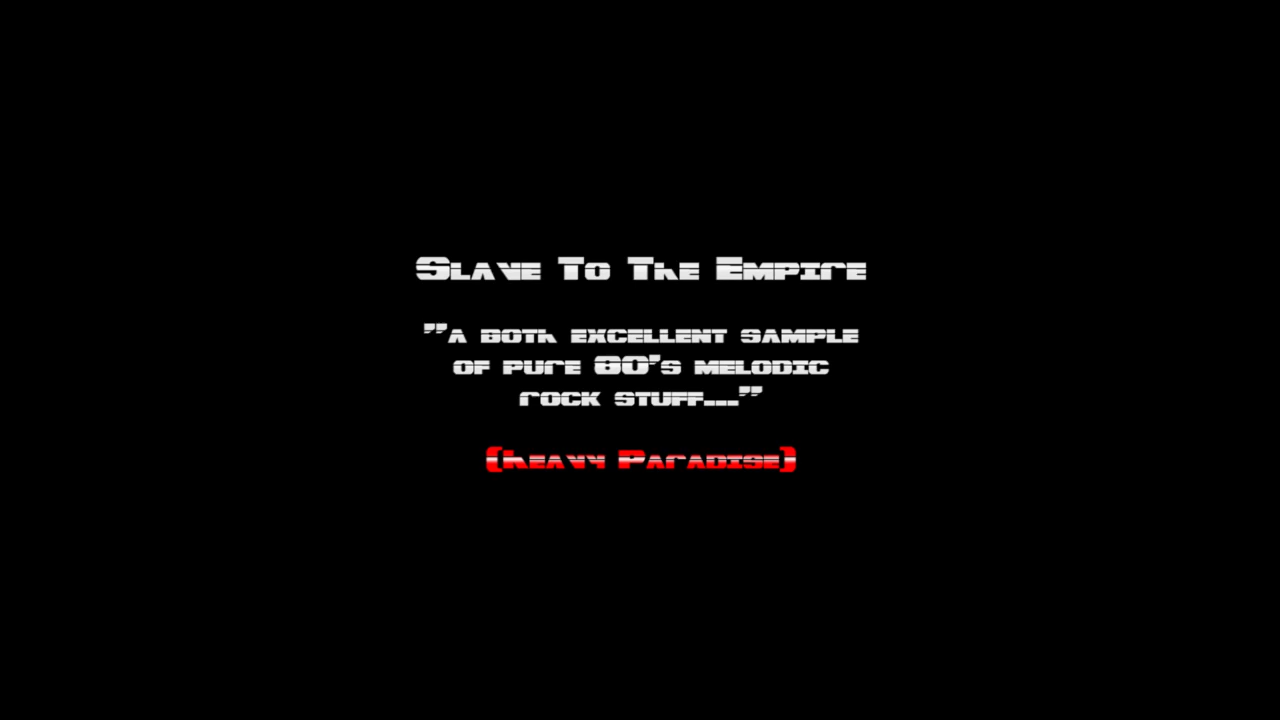 Slave To The Empire
"a both excellent sample
of pure 80's melodic
rock stuff..."
(Heavy Paradise)